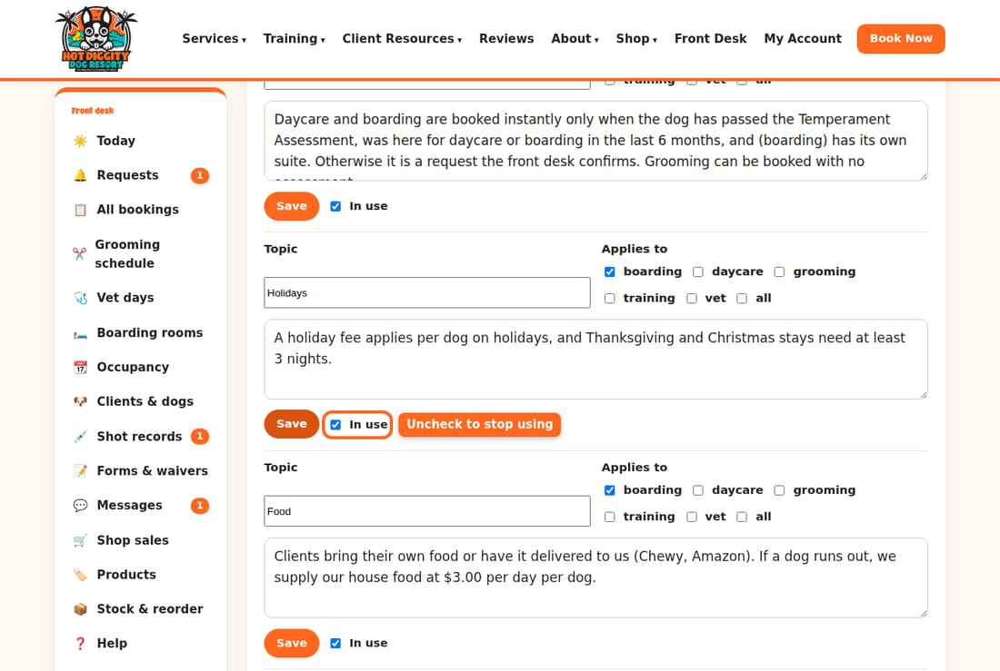 HOT DIGGITY
DOG RESORT
Services
Training
Client Resources
Reviews
About
Shop
Front Desk
My Account
Book Now
Front desk
Today
Requests 1
All bookings
Grooming
schedule
Vet days
Boarding rooms
Occupancy
Clients & dogs
Shot records 1
Forms & waivers
Messages 1
Shop sales
Products
Stock & reorder
Help
training vet all
Daycare and boarding are booked instantly only when the dog has passed the Temperament
Assessment, was here for daycare or boarding in the last 6 months, and (boarding) has its own
suite. Otherwise it is a request the front desk confirms. Grooming can be booked with no
Save In use
Topic
Applies to
boarding daycare grooming
Holidays
training vet all
A holiday fee applies per dog on holidays, and Thanksgiving and Christmas stays need at least
3 nights.
Save In use Uncheck to stop using
Topic
Applies to
boarding daycare grooming
Food
training vet all
Clients bring their own food or have it delivered to us (Chewy, Amazon). If a dog runs out, we
supply our house food at $3.00 per day per dog.
Save In use